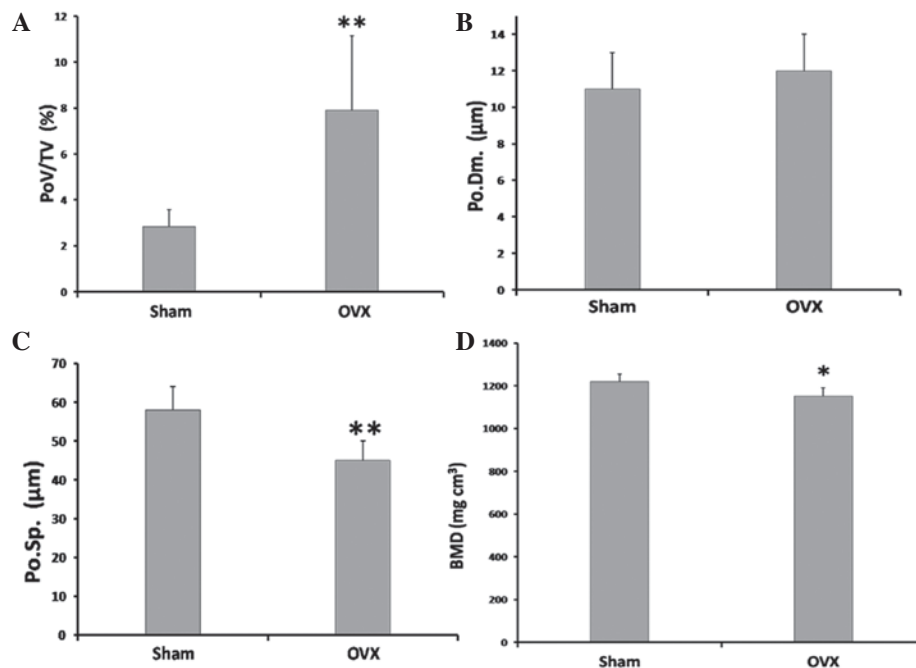 A
PoV/TV (%)
12
10
8
6
4
2
0
**
Sham OVX
B
Po.Dm. (μm)
14
12
10
8
6
4
2
0
Sham OVX
C
Po.Sp. (μm)
70
60
50
40
30
20
10
0
**
Sham OVX
D
BMD (mg cm³)
1400
1200
1000
800
600
400
200
0
*
Sham OVX